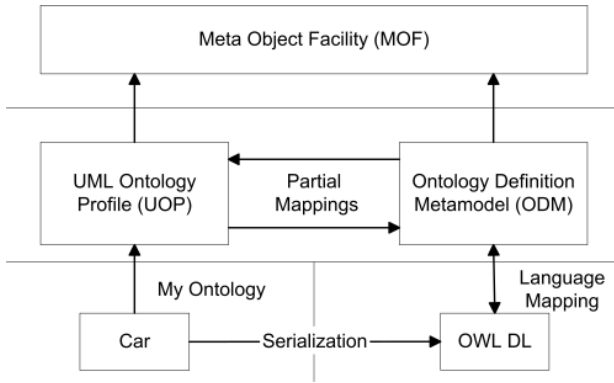 Meta Object Facility (MOF)
UML Ontology
Profile (UOP)
Partial
Mappings
Ontology Definition
Metamodel (ODM)
My Ontology
Language
Mapping
Car
Serialization
OWL DL